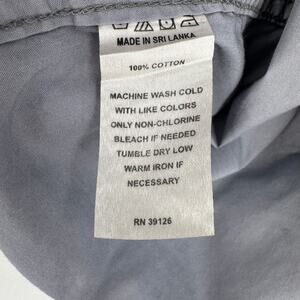 MADE IN SRI LANKA
100% COTTON
MACHINE WASH COLD
WITH LIKE COLORS
ONLY NON-CHLORINE
BLEACH IF NEEDED
TUMBLE DRY LOW
WARM IRON IF
NECESSARY
RN 39126